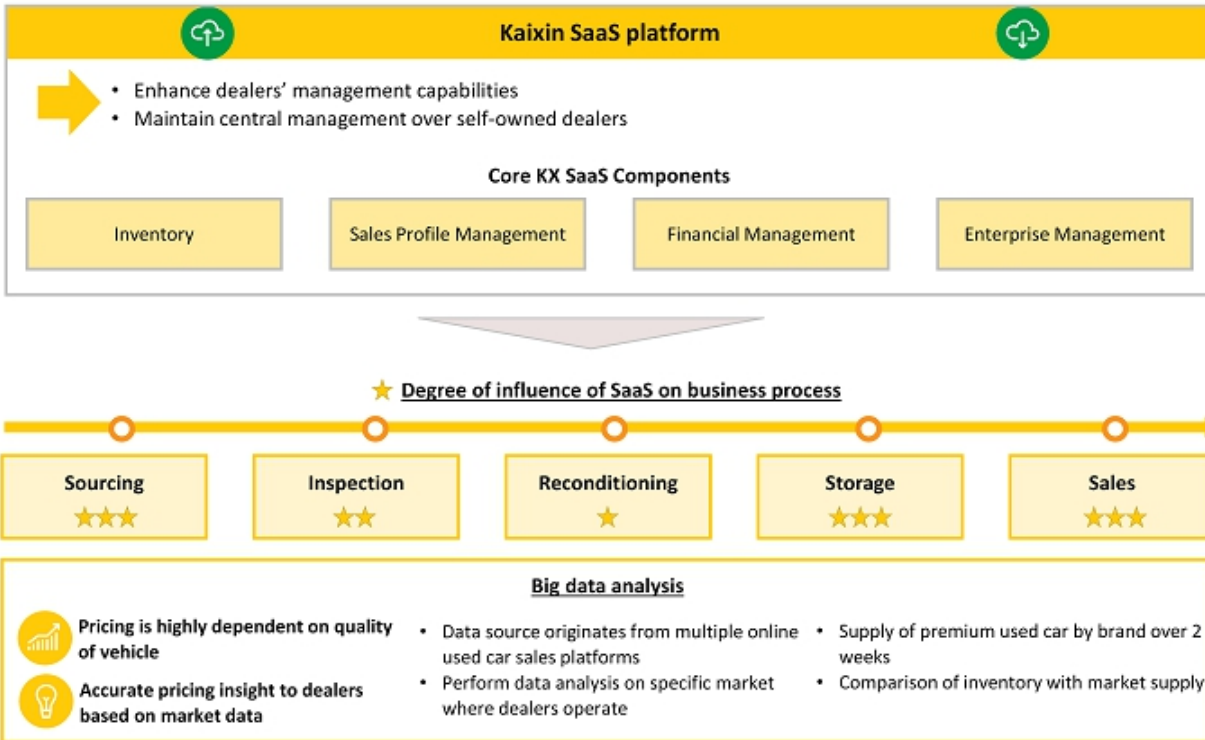 Kaixin SaaS platform
• Enhance dealers’ management capabilities
• Maintain central management over self-owned dealers
Core KX SaaS Components
Inventory
Sales Profile Management
Financial Management
Enterprise Management
Degree of influence of SaaS on business process
Sourcing
Inspection
Reconditioning
Storage
Sales
Big data analysis
Pricing is highly dependent on quality
of vehicle
Accurate pricing insight to dealers
based on market data
• Data source originates from multiple online
used car sales platforms
• Perform data analysis on specific market
where dealers operate
• Supply of premium used car by brand over 2
weeks
• Comparison of inventory with market supply